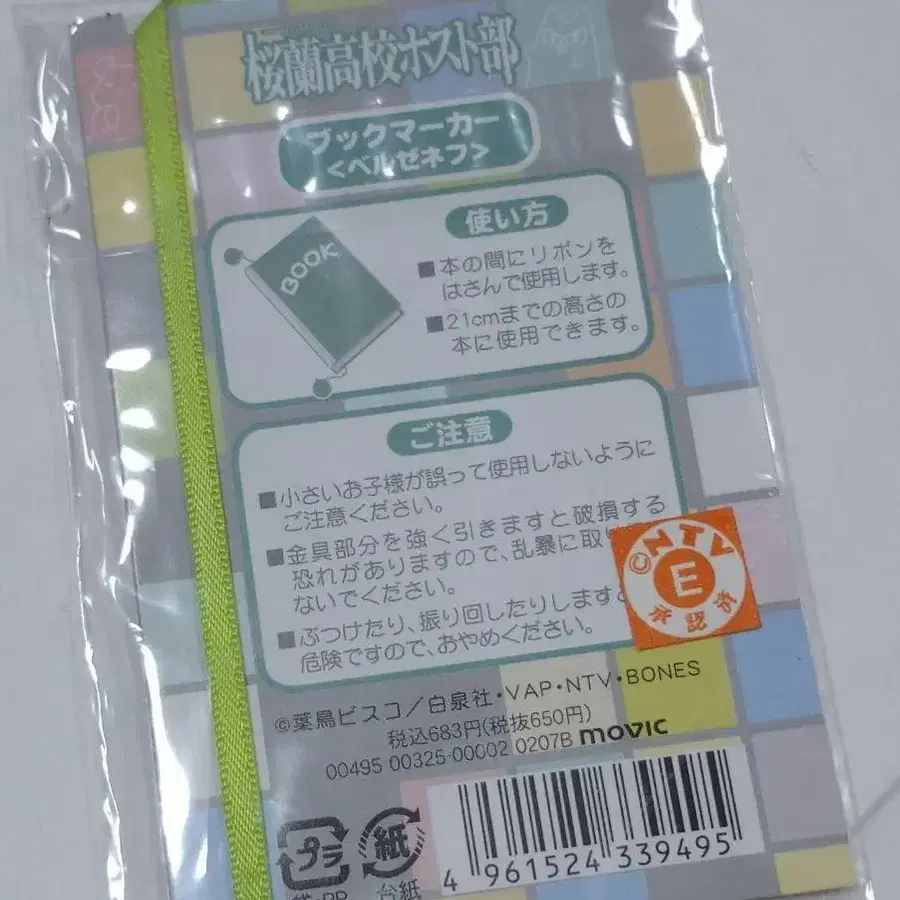 桜蘭高校ホスト部
ブックマーカー
<ベルゼネフ>
使い方
BOOK
■本の間にリボンを
はさんで使用します。
■21cmまでの高さの
本に使用できます。
ご注意
■小さいお子様が誤って使用しないように
ご注意ください。
■金具部分を強く引きますと破損する
恐れがありますので、乱暴に取り
ないでください。
■ぶつけたり、振り回したりしますと
危険ですので、おやめください。
©NTV
E
承認済
©葉鳥ビスコ/白泉社・VAP・NTV・BONES
税込683円(税抜650円)
movic
00495 00325-00002 0207B
プラ
紙
台紙
4 961524 339495